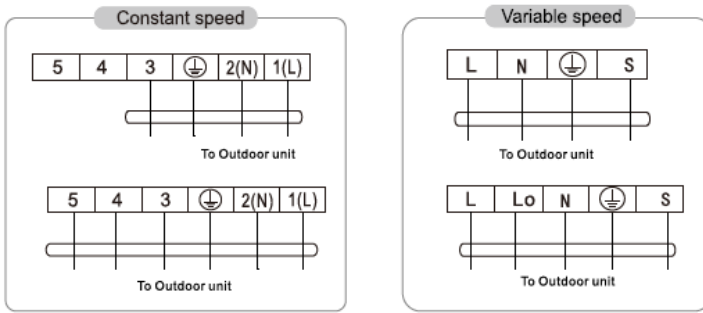 Constant speed
5 4 3 ⏚ 2(N) 1(L)
To Outdoor unit
5 4 3 ⏚ 2(N) 1(L)
To Outdoor unit
Variable speed
L N ⏚ S
To Outdoor unit
L Lo N ⏚ S
To Outdoor unit